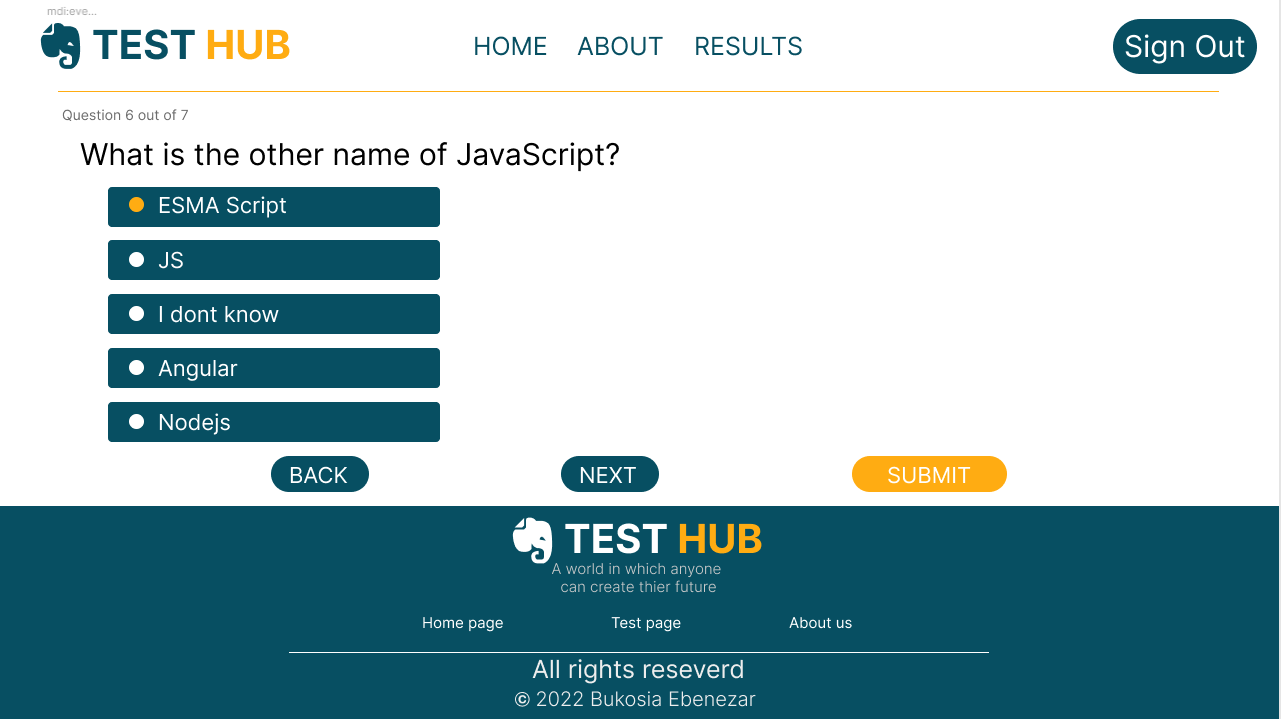 mdi:eve...
TEST HUB
HOME ABOUT RESULTS
Sign Out
Question 6 out of 7
What is the other name of JavaScript?
ESMA Script
JS
I dont know
Angular
Nodejs
BACK NEXT SUBMIT
TEST HUB
A world in which anyone
can create thier future
Home page Test page About us
All rights reseverd
© 2022 Bukosia Ebenezar